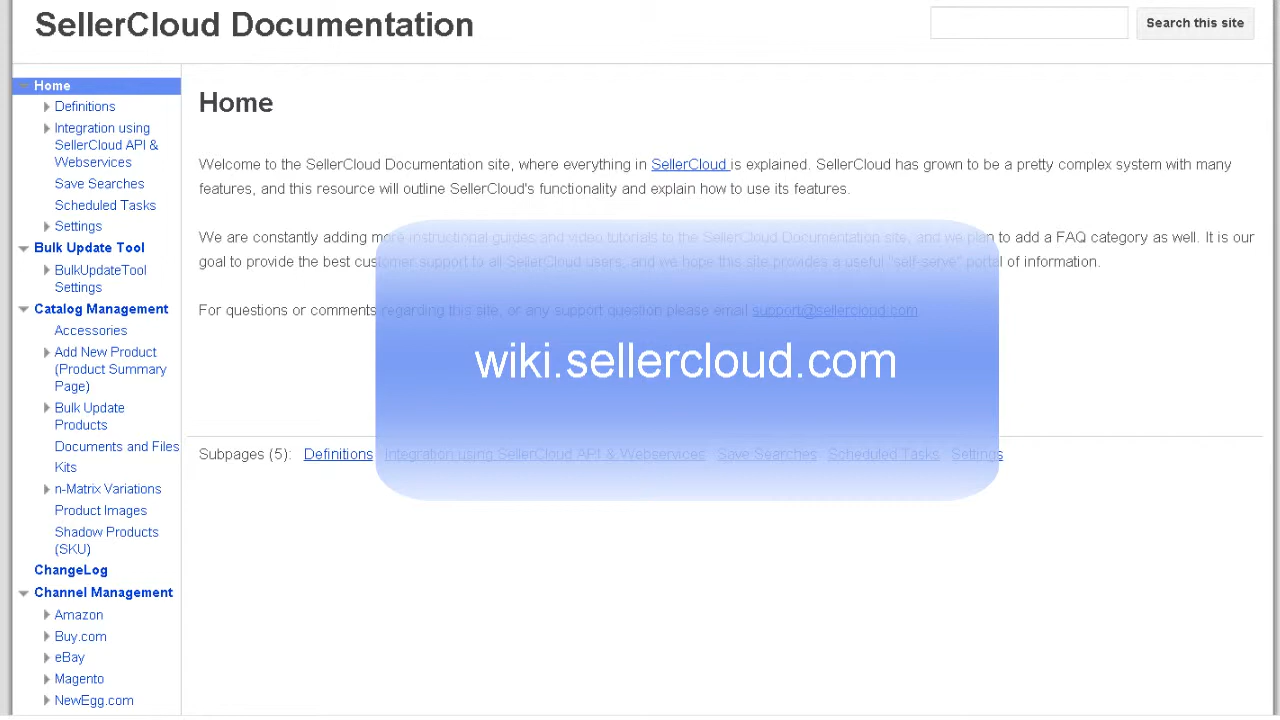 SellerCloud Documentation
Search this site
Home
Definitions
Integration using
SellerCloud API &
Webservices
Save Searches
Scheduled Tasks
Settings
Bulk Update Tool
BulkUpdateTool
Settings
Catalog Management
Accessories
Add New Product
(Product Summary
Page)
Bulk Update
Products
Documents and Files
Kits
n-Matrix Variations
Product Images
Shadow Products
(SKU)
ChangeLog
Channel Management
Amazon
Buy.com
eBay
Magento
NewEgg.com
Home
Welcome to the SellerCloud Documentation site, where everything in SellerCloud is explained. SellerCloud has grown to be a pretty complex system with many
features, and this resource will outline SellerCloud's functionality and explain how to use its features.
We are constantly adding more instructional guides and video tutorials to the SellerCloud Documentation site, and we plan to add a FAQ category as well. It is our
goal to provide the best customer support to all SellerCloud users, and we hope this site provides a useful "self-serve" portal of information.
For questions or comments regarding this site, or any support question please email support@sellercloud.com
wiki.sellercloud.com
Subpages (5): Definitions Integration using SellerCloud API & Webservices Save Searches Scheduled Tasks Settings